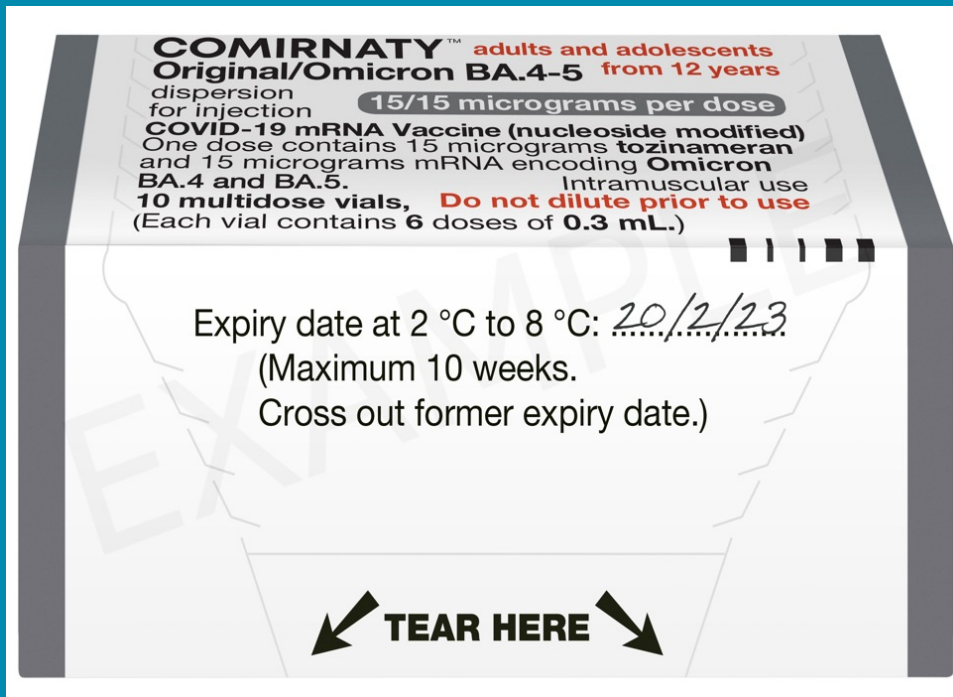 COMIRNATY™ adults and adolescents
Original/Omicron BA.4-5 from 12 years
dispersion
for injection 15/15 micrograms per dose
COVID-19 mRNA Vaccine (nucleoside modified)
One dose contains 15 micrograms tozinameran
and 15 micrograms mRNA encoding Omicron
BA.4 and BA.5. Intramuscular use
10 multidose vials, Do not dilute prior to use
(Each vial contains 6 doses of 0.3 mL.)
Expiry date at 2 °C to 8 °C: 20/2/23
(Maximum 10 weeks.
Cross out former expiry date.)
EXAMPLE
TEAR HERE